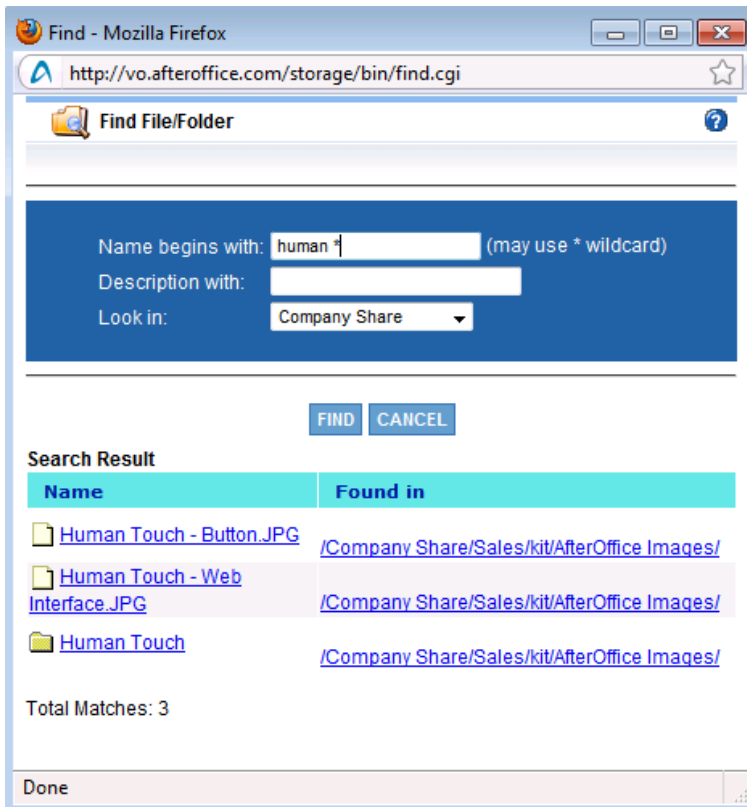 Find - Mozilla Firefox
http://vo.afteroffice.com/storage/bin/find.cgi
Find File/Folder
Name begins with: human * (may use * wildcard)
Description with:
Look in: Company Share
FIND CANCEL
Search Result
Name Found in
Human Touch - Button.JPG /Company Share/Sales/kit/AfterOffice Images/
Human Touch - Web
Interface.JPG /Company Share/Sales/kit/AfterOffice Images/
Human Touch /Company Share/Sales/kit/AfterOffice Images/
Total Matches: 3
Done